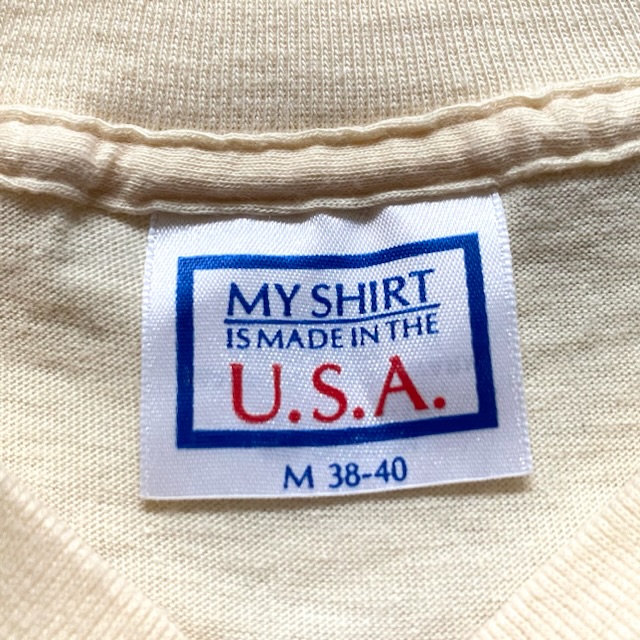 MY SHIRT
IS MADE IN THE
U.S.A.
M 38-40